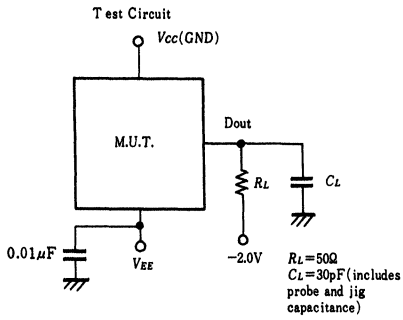 Test Circuit
Vcc(GND)
M.U.T.
Dout
RL
CL
0.01μF
VEE
−2.0V
RL=50Ω
CL=30pF(includes
probe and jig
capacitance)